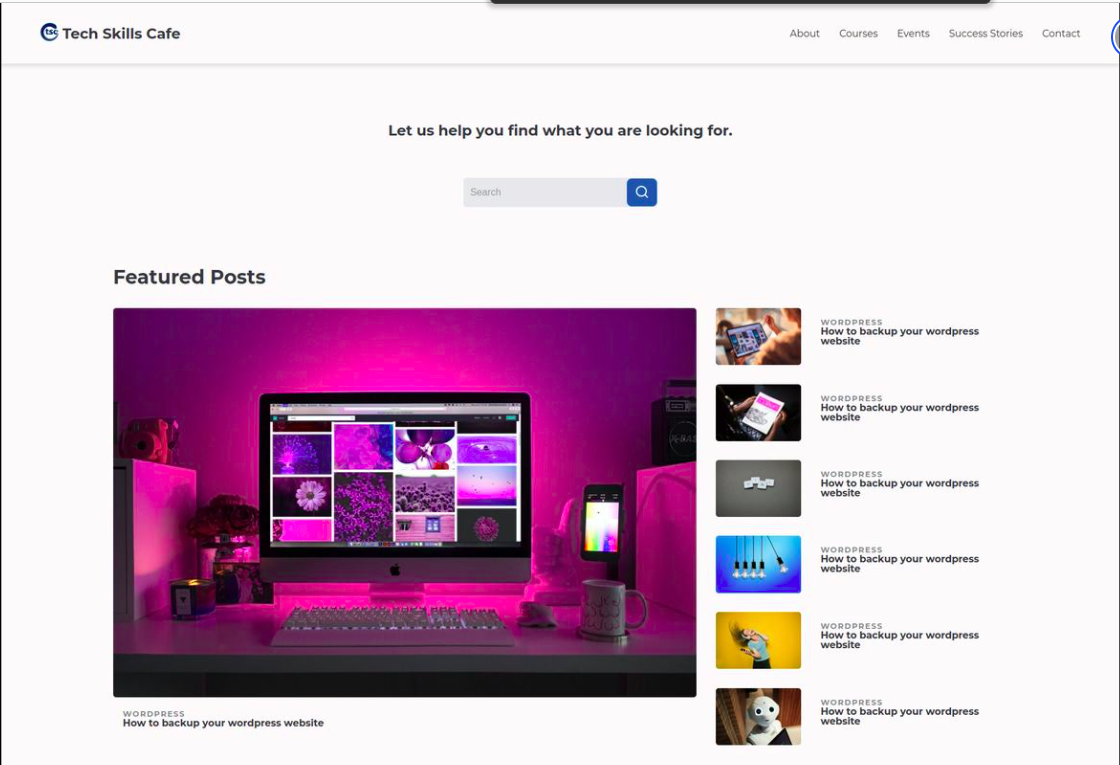 tsc Tech Skills Cafe
About Courses Events Success Stories Contact
Let us help you find what you are looking for.
Search
Featured Posts
WORDPRESS
How to backup your wordpress website
WORDPRESS
How to backup your wordpress
website
WORDPRESS
How to backup your wordpress
website
WORDPRESS
How to backup your wordpress
website
WORDPRESS
How to backup your wordpress
website
WORDPRESS
How to backup your wordpress
website
WORDPRESS
How to backup your wordpress
website